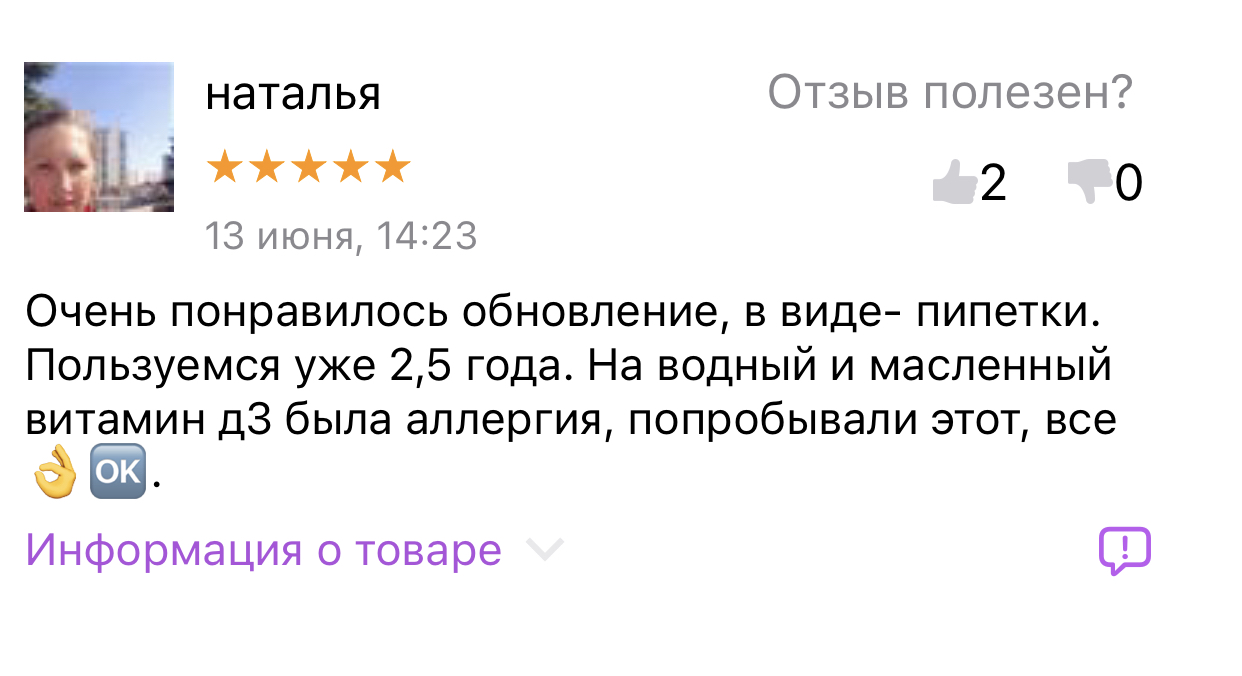 наталья
Отзыв полезен?
★★★★★
2 0
13 июня, 14:23
Очень понравилось обновление, в виде- пипетки.
Пользуемся уже 2,5 года. На водный и масленный
витамин д3 была аллергия, попробывали этот, все
👌🆗.
Информация о товаре